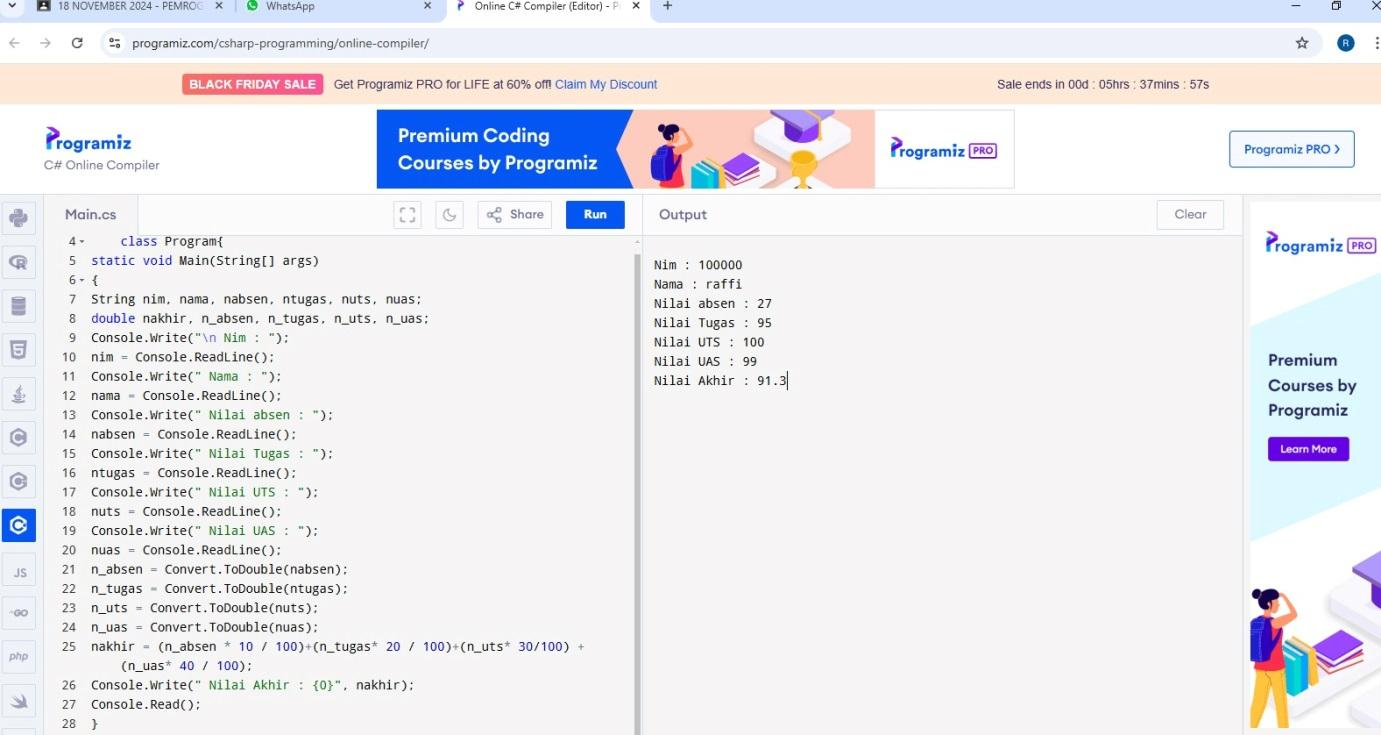 18 NOVEMBER 2024 - PEMROG
WhatsApp
Online C# Compiler (Editor) - P
programiz.com/csharp-programming/online-compiler/
R
BLACK FRIDAY SALE Get Programiz PRO for LIFE at 60% off! Claim My Discount
Sale ends in 00d : 05hrs : 37mins : 57s
Programiz
C# Online Compiler
Premium Coding
Courses by Programiz
Programiz PRO
Programiz PRO >
Main.cs
Share
Run
Output
Clear
4 class Program{
5 static void Main(String[] args)
6 {
7 String nim, nama, nabsen, ntugas, nuts, nuas;
8 double nakhir, n_absen, n_tugas, n_uts, n_uas;
9 Console.Write("\n Nim : ");
10 nim = Console.ReadLine();
11 Console.Write(" Nama : ");
12 nama = Console.ReadLine();
13 Console.Write(" Nilai absen : ");
14 nabsen = Console.ReadLine();
15 Console.Write(" Nilai Tugas : ");
16 ntugas = Console.ReadLine();
17 Console.Write(" Nilai UTS : ");
18 nuts = Console.ReadLine();
19 Console.Write(" Nilai UAS : ");
20 nuas = Console.ReadLine();
21 n_absen = Convert.ToDouble(nabsen);
22 n_tugas = Convert.ToDouble(ntugas);
23 n_uts = Convert.ToDouble(nuts);
24 n_uas = Convert.ToDouble(nuas);
25 nakhir = (n_absen * 10 / 100)+(n_tugas* 20 / 100)+(n_uts* 30/100) +
(n_uas* 40 / 100);
26 Console.Write(" Nilai Akhir : {0}", nakhir);
27 Console.Read();
28 }
Nim : 100000
Nama : raffi
Nilai absen : 27
Nilai Tugas : 95
Nilai UTS : 100
Nilai UAS : 99
Nilai Akhir : 91.3
JS
GO
php
Programiz PRO
Premium
Courses by
Programiz
Learn More